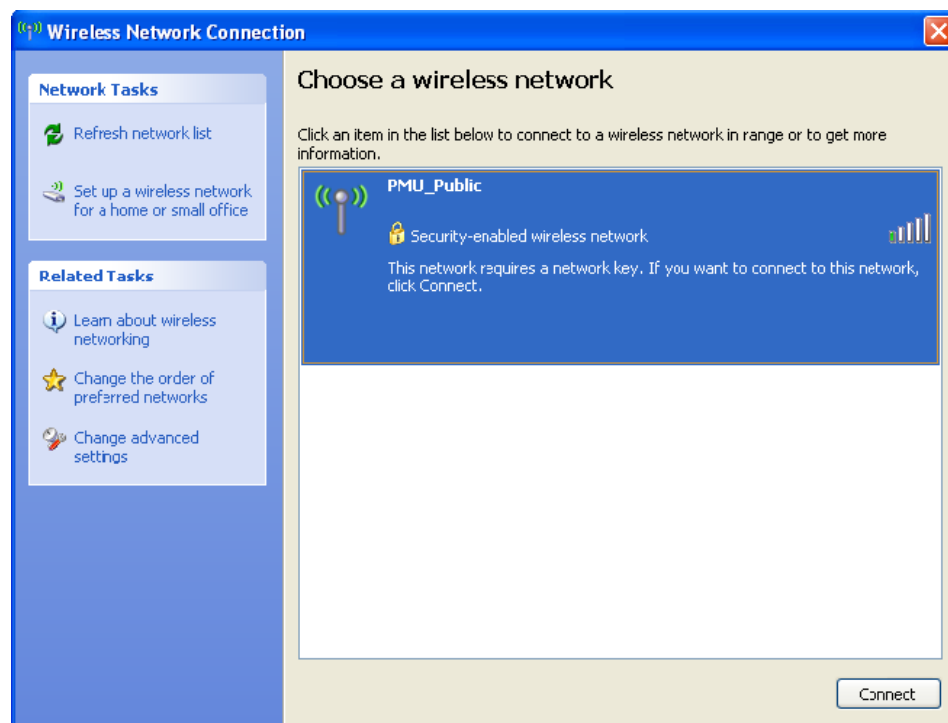 Wireless Network Connection
Network Tasks
Refresh network list
Set up a wireless network
for a home or small office
Related Tasks
Learn about wireless
networking
Change the order of
preferred networks
Change advanced
settings
Choose a wireless network
Click an item in the list below to connect to a wireless network in range or to get more
information.
PMU_Public
Security-enabled wireless network
This network requires a network key. If you want to connect to this network,
click Connect.
Connect